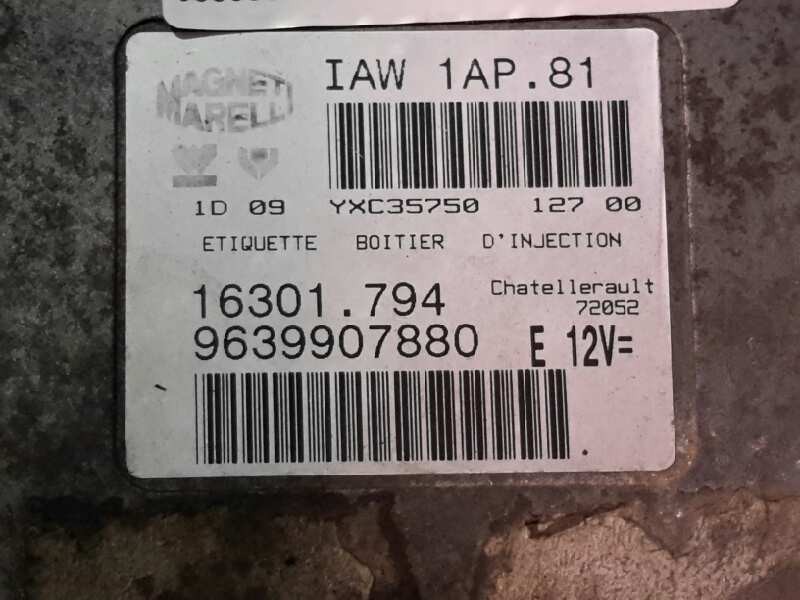 MAGNETI
MARELLI
IAW 1AP.81
1D 09 YXC35750 127 00
ETIQUETTE BOITIER D'INJECTION
16301.794
Chatellerault
72052
9639907880
E 12V=